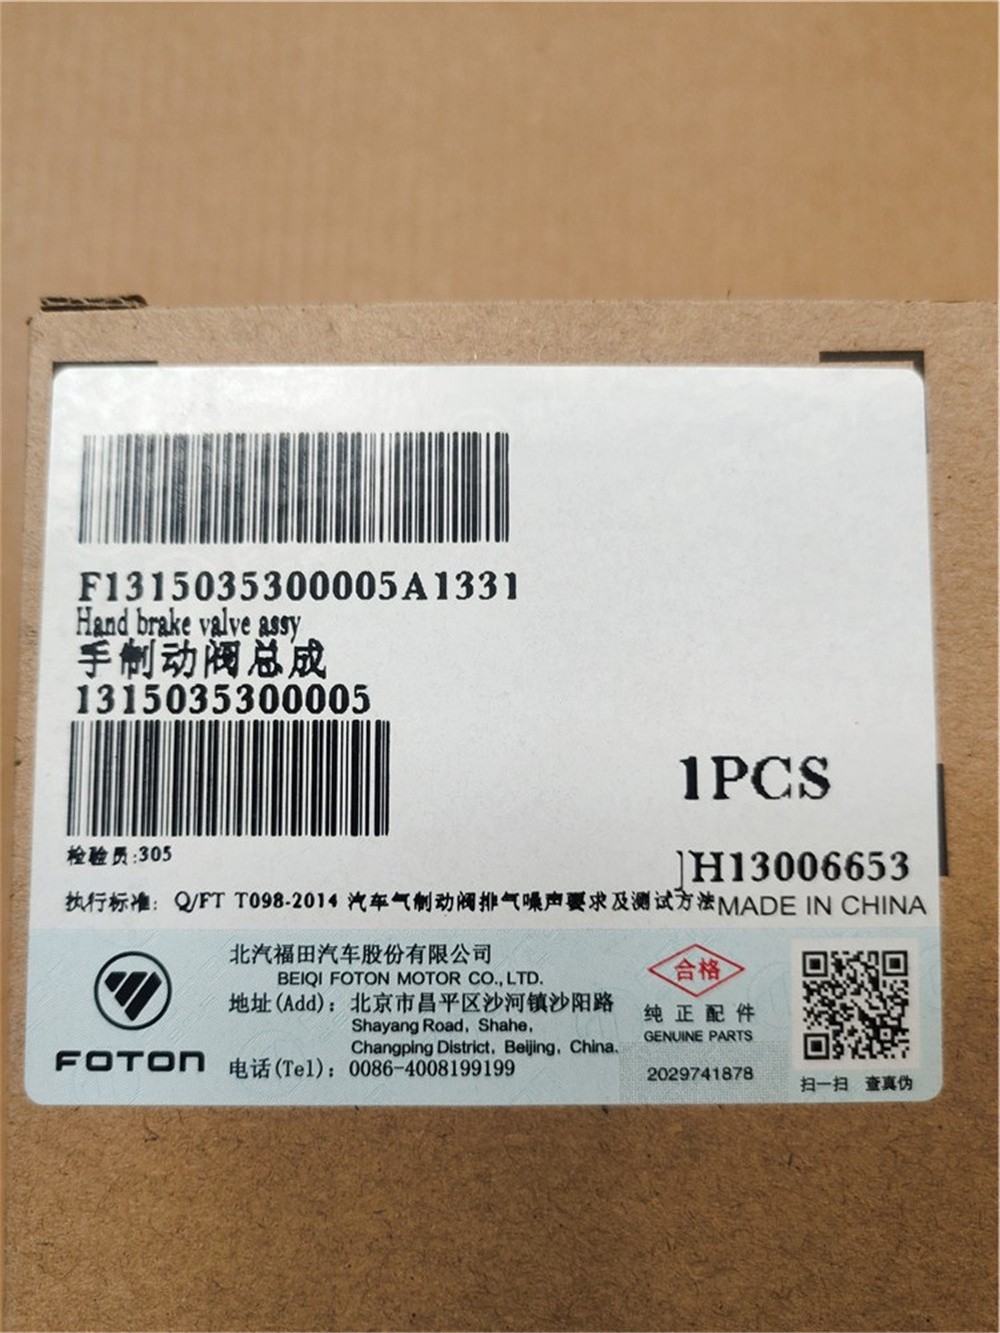 F1315035300005A1331
Hand brake valve assy
手制动阀总成
1315035300005
1PCS
检验员:305
JH13006653
执行标准: Q/FT T098-2014 汽车气制动阀排气噪声要求及测试方法
MADE IN CHINA
FOTON
北汽福田汽车股份有限公司
BEIQI FOTON MOTOR CO.,LTD.
地址(Add): 北京市昌平区沙河镇沙阳路
Shayang Road, Shahe,
Changping District, Beijing, China.
电话(Tel): 0086-4008199199
合格
纯正配件
GENUINE PARTS
2029741878
扫一扫 查真伪